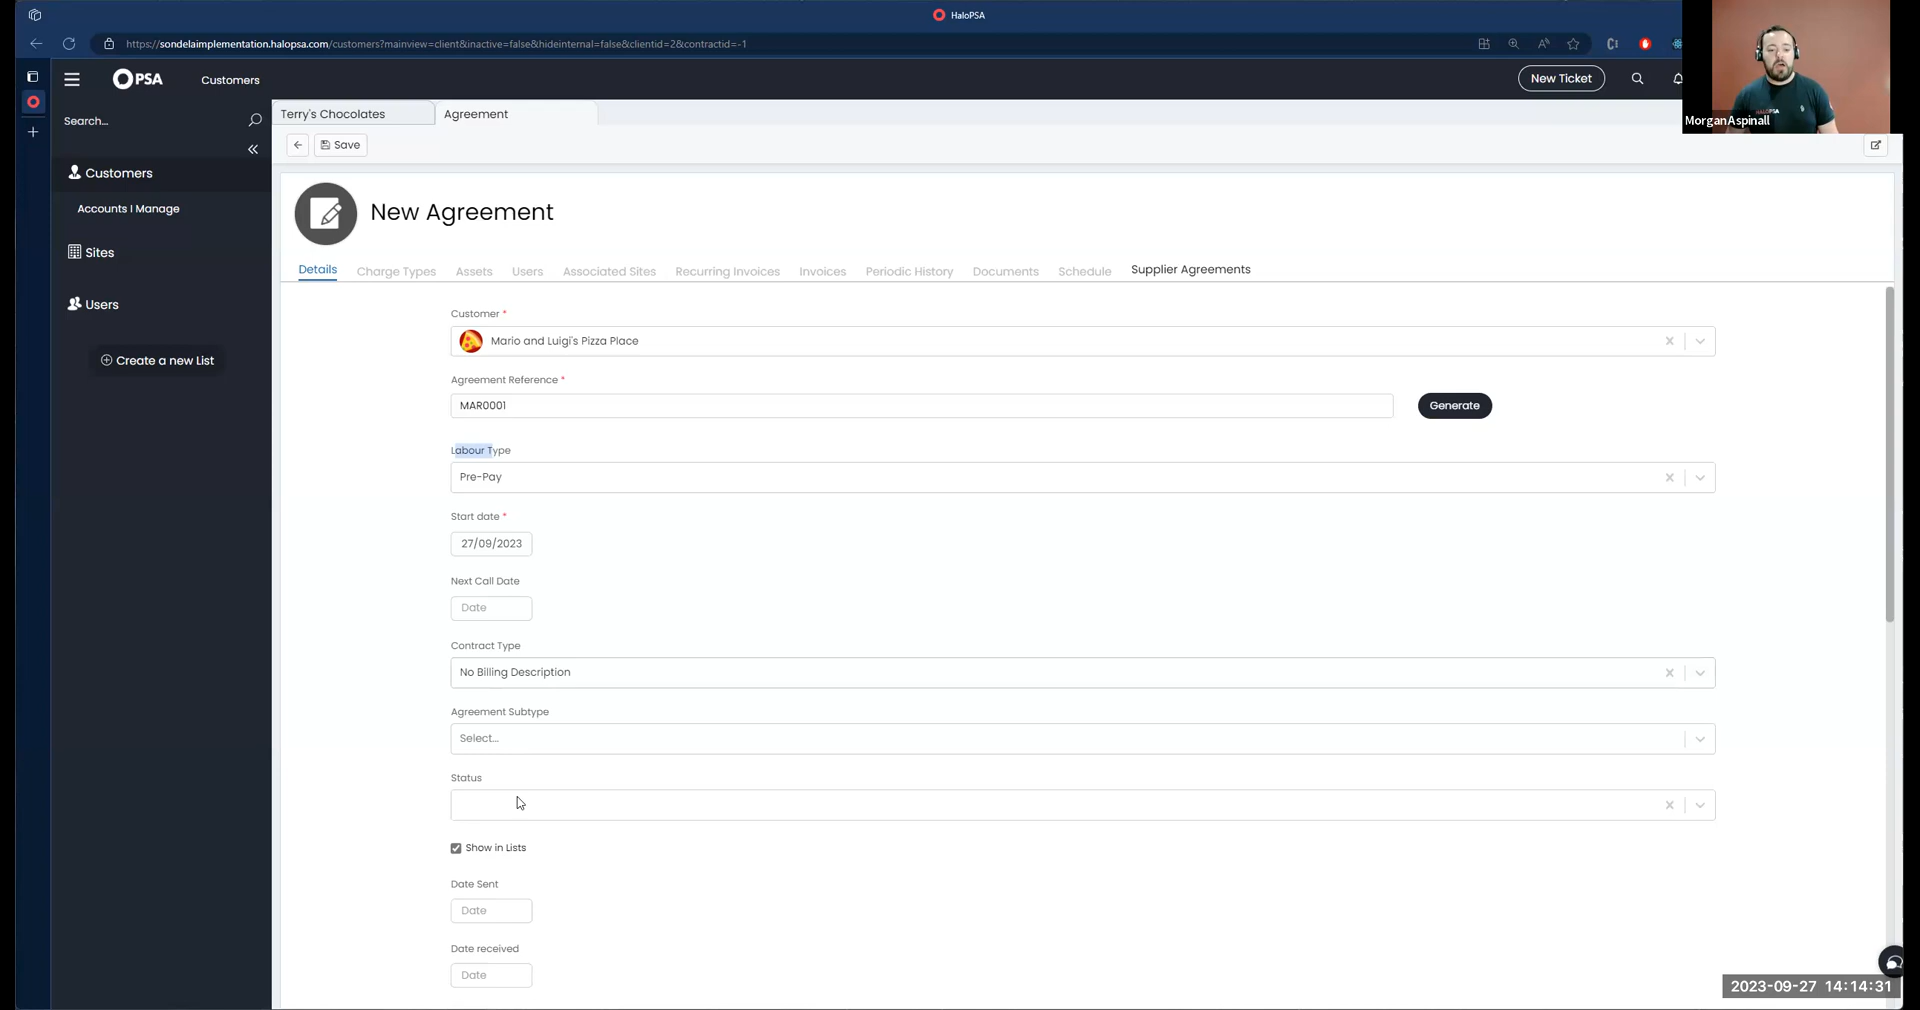 HaloPSA
https://sondelaimplementation.halopsa.com/customers?mainview=client&inactive=false&hideinternal=false&clientid=2&contractid=-1
PSA
Customers
New Ticket
Morgan Aspinall
Search...
Customers
Accounts I Manage
Sites
Users
Create a new List
Terry's Chocolates
Agreement
Save
New Agreement
Details Charge Types Assets Users Associated Sites Recurring Invoices Invoices Periodic History Documents Schedule Supplier Agreements
Customer *
Mario and Luigi's Pizza Place
Agreement Reference *
MAR0001
Generate
Labour Type
Pre-Pay
Start date *
27/09/2023
Next Call Date
Date
Contract Type
No Billing Description
Agreement Subtype
Select...
Status
Show in Lists
Date Sent
Date
Date received
Date
2023-09-27 14:14:31